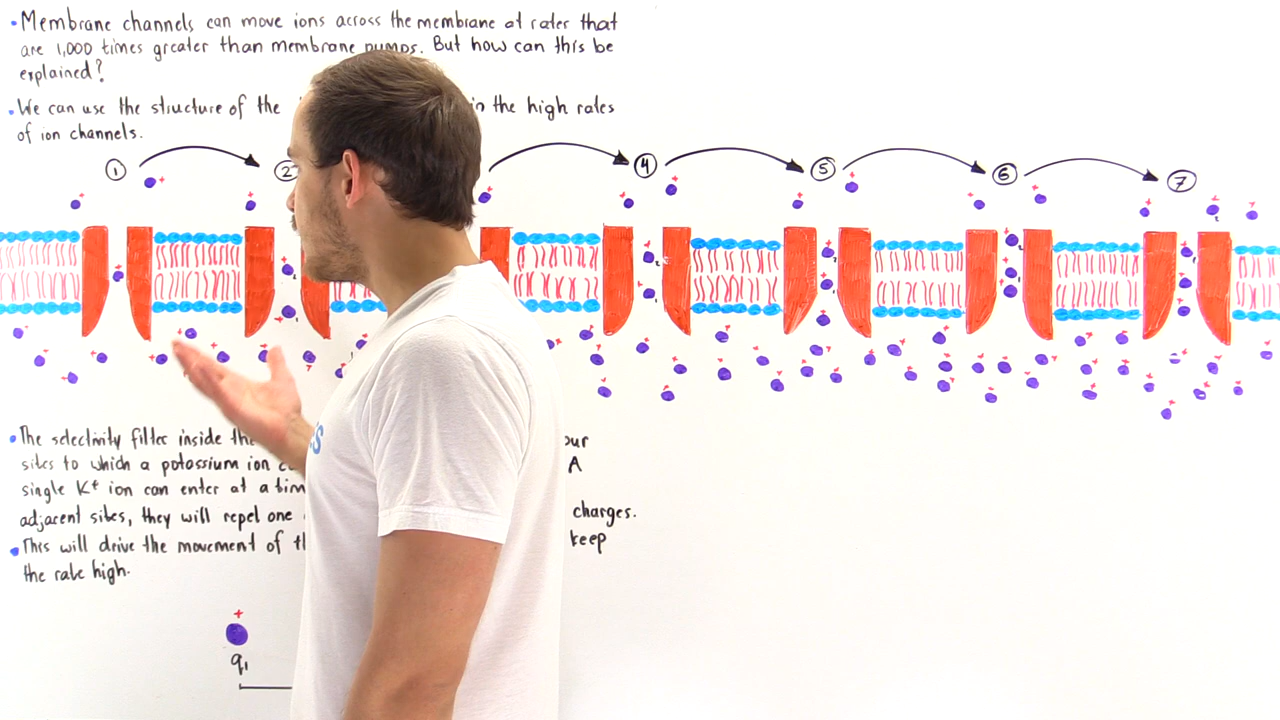 •Membrane channels can move ions across the membrane at rater that
are 1,000 times greater than membrane pumps. But how can this be
explained?
•We can use the structure of the in the high rates
of ion channels.
① ② ④ ⑤ ⑥ ⑦
•The selectivity filter inside the our
sites to which a potassium ion A
single K+ ion can enter at a tim
adjacent sites, they will repel one charges.
•This will drive the movement of th keep
the rate high.
+
q1